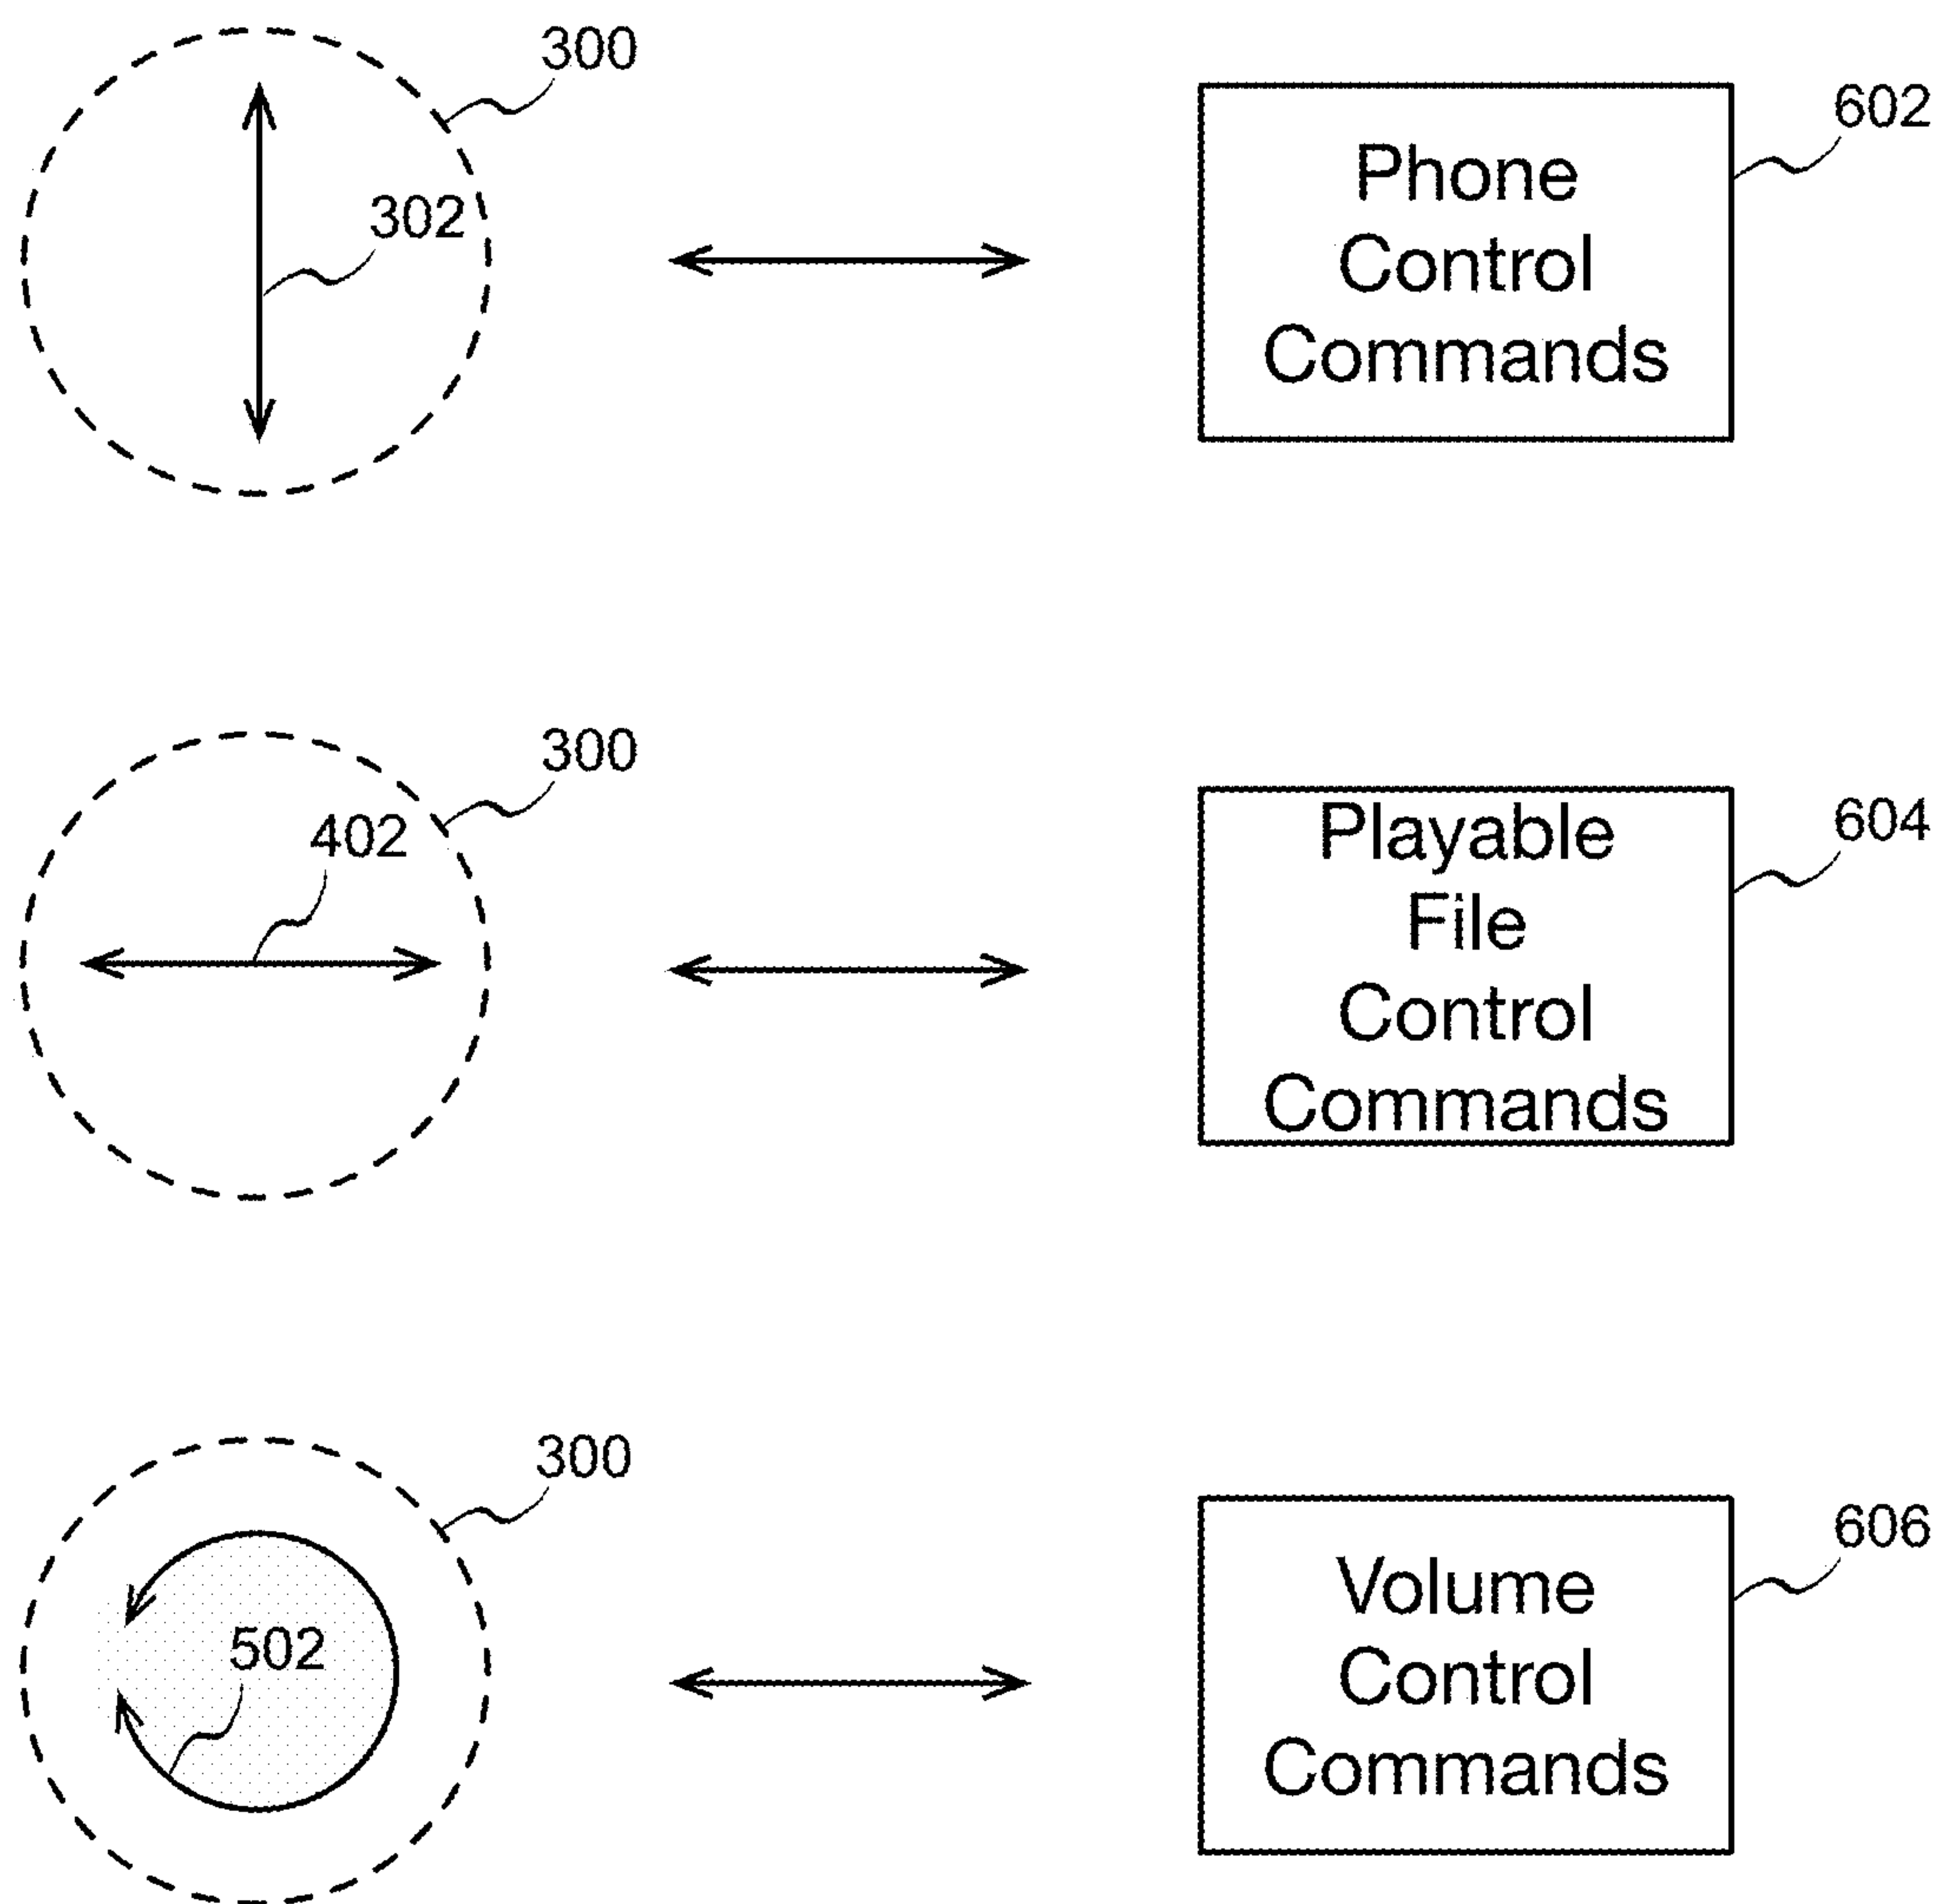 300
302
Phone
Control
Commands
602
300
402
Playable
File
Control
Commands
604
300
502
Volume
Control
Commands
606